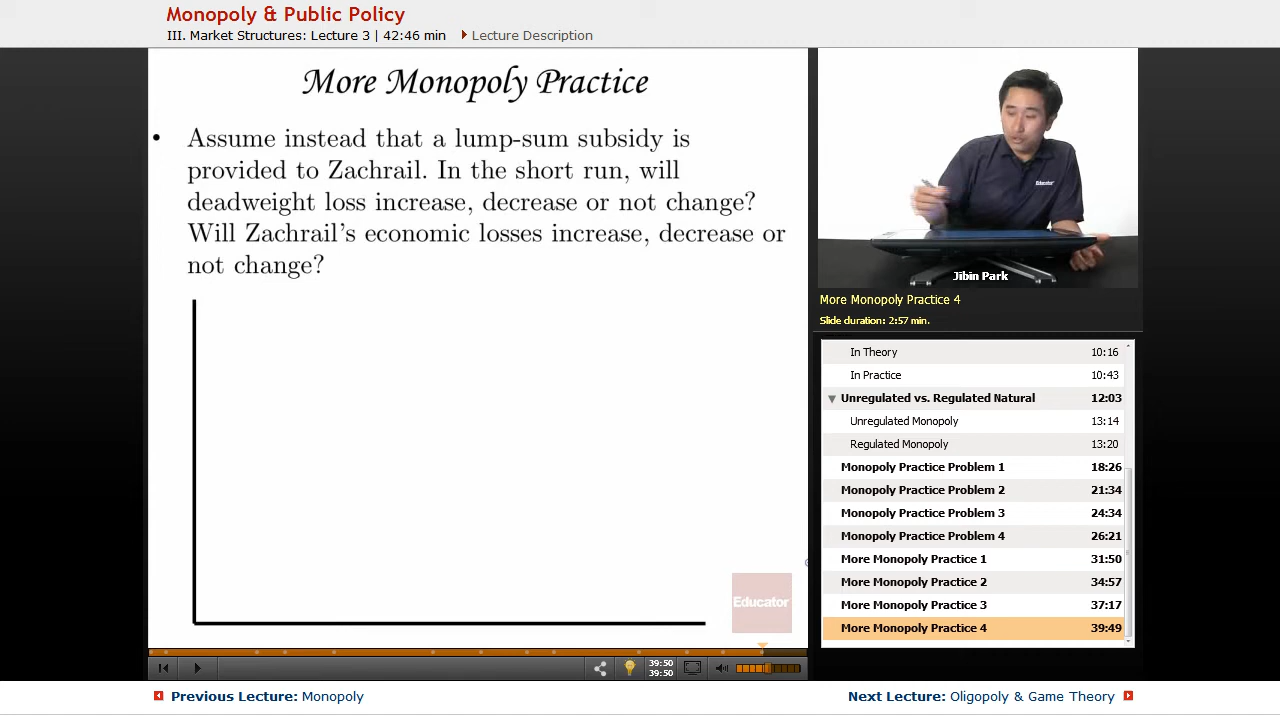 Monopoly & Public Policy
III. Market Structures: Lecture 3 | 42:46 min
Lecture Description
More Monopoly Practice
• Assume instead that a lump-sum subsidy is
provided to Zachrail. In the short run, will
deadweight loss increase, decrease or not change?
Will Zachrail's economic losses increase, decrease or
not change?
Educator
Educator
Jibin Park
More Monopoly Practice 4
Slide duration: 2:57 min.
In Theory 10:16
In Practice 10:43
Unregulated vs. Regulated Natural 12:03
Unregulated Monopoly 13:14
Regulated Monopoly 13:20
Monopoly Practice Problem 1 18:26
Monopoly Practice Problem 2 21:34
Monopoly Practice Problem 3 24:34
Monopoly Practice Problem 4 26:21
More Monopoly Practice 1 31:50
More Monopoly Practice 2 34:57
More Monopoly Practice 3 37:17
More Monopoly Practice 4 39:49
39:50
39:50
Previous Lecture: Monopoly
Next Lecture: Oligopoly & Game Theory